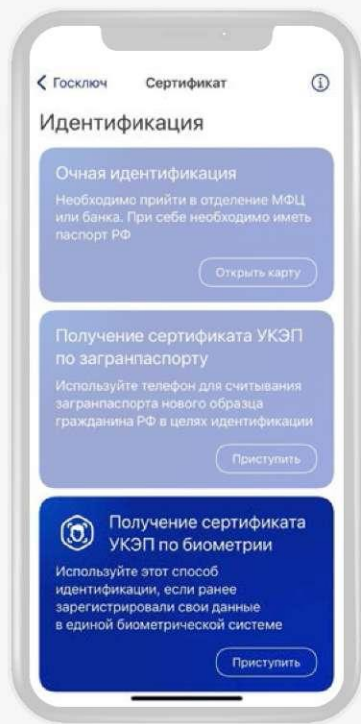 Госключ
Сертификат
Идентификация
Очная идентификация
Необходимо прийти в отделение МФЦ
или банка. При себе необходимо иметь
паспорт РФ
Открыть карту
Получение сертификата УКЭП
по загранпаспорту
Используйте телефон для считывания
загранпаспорта нового образца
гражданина РФ в целях идентификации
Приступить
Получение сертификата
УКЭП по биометрии
Используйте этот способ
идентификации, если ранее
зарегистрировали свои данные
в единой биометрической системе
Приступить